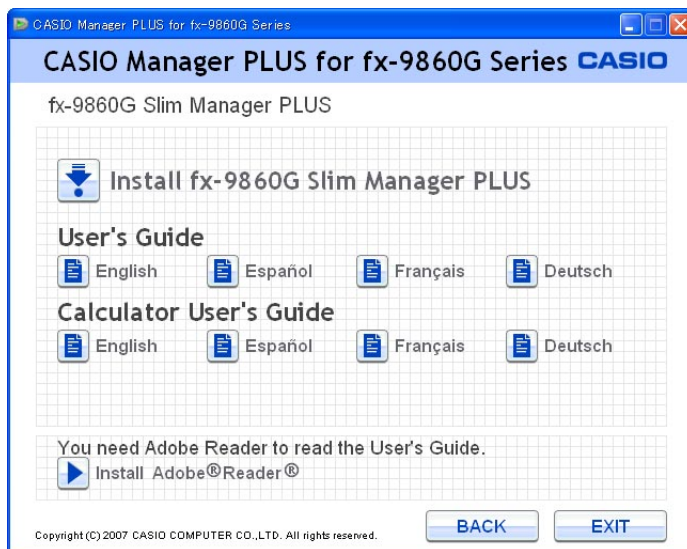 CASIO Manager PLUS for fx-9860G Series
CASIO Manager PLUS for fx-9860G Series CASIO
fx-9860G Slim Manager PLUS
Install fx-9860G Slim Manager PLUS
User's Guide
English Español Français Deutsch
Calculator User's Guide
English Español Français Deutsch
You need Adobe Reader to read the User's Guide.
Install Adobe®Reader®
BACK EXIT
Copyright (C) 2007 CASIO COMPUTER CO.,LTD. All rights reserved.